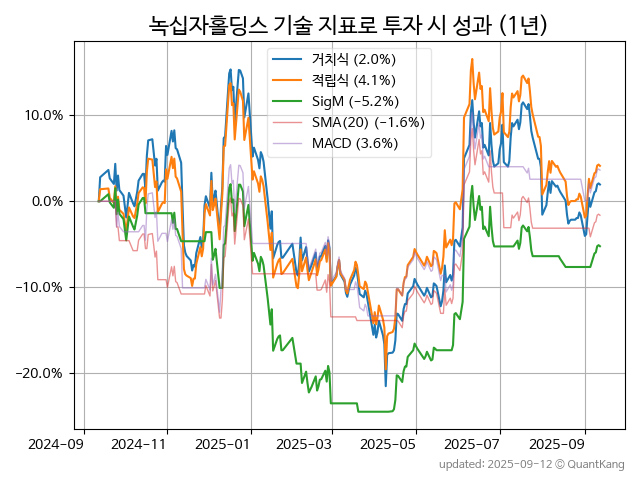 녹십자홀딩스 기술 지표로 투자 시 성과 (1년)
거치식 (2.0%)
적립식 (4.1%)
SigM (−5.2%)
SMA(20) (−1.6%)
MACD (3.6%)
10.0%
0.0%
−10.0%
−20.0%
2024-09 2024-11 2025-01 2025-03 2025-05 2025-07 2025-09
updated: 2025-09-12 © QuantKang